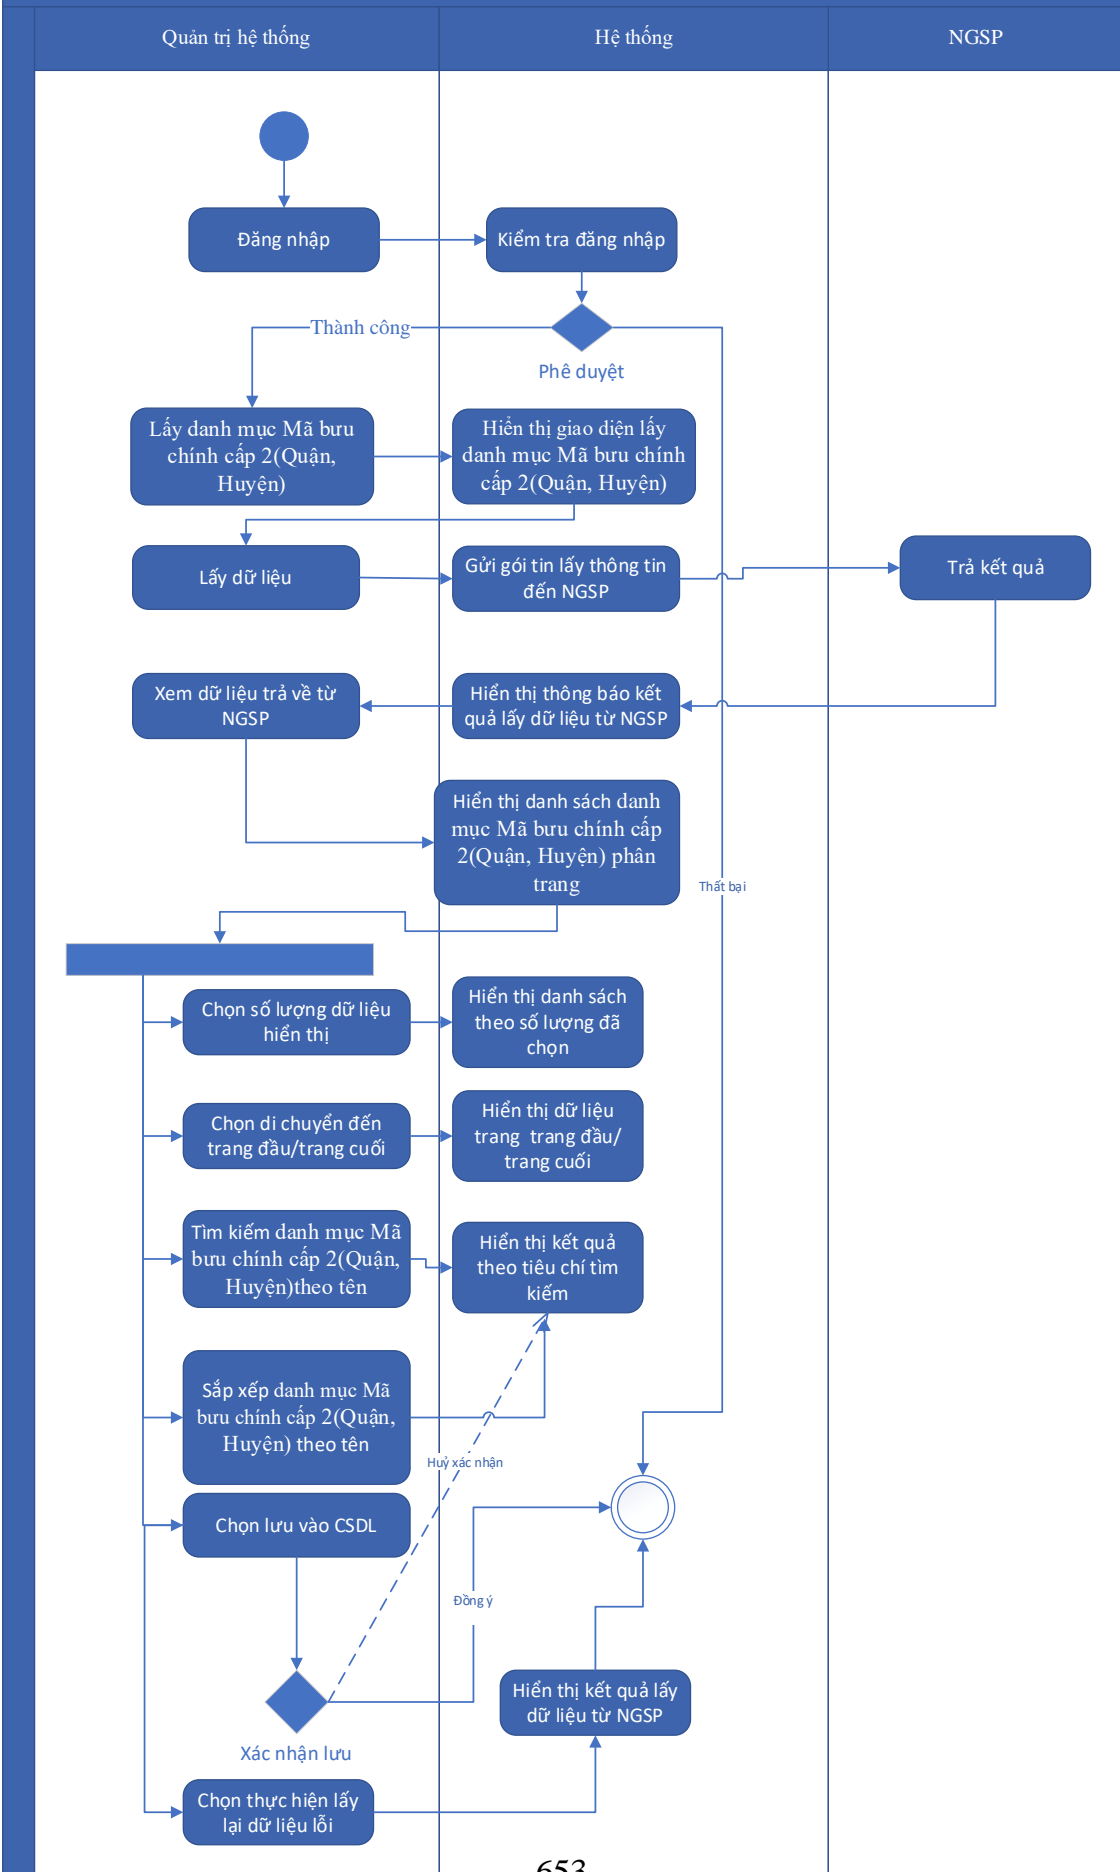 Quản trị hệ thống
Hệ thống
NGSP
Đăng nhập
Kiểm tra đăng nhập
Thành công
Phê duyệt
Lấy danh mục Mã bưu
chính cấp 2(Quận,
Huyện)
Hiển thị giao diện lấy
danh mục Mã bưu chính
cấp 2(Quận, Huyện)
Lấy dữ liệu
Gửi gói tin lấy thông tin
đến NGSP
Trả kết quả
Xem dữ liệu trả về từ
NGSP
Hiển thị thông báo kết
quả lấy dữ liệu từ NGSP
Hiển thị danh sách danh
mục Mã bưu chính cấp
2(Quận, Huyện) phân
trang
Thất bại
Chọn số lượng dữ liệu
hiển thị
Hiển thị danh sách
theo số lượng đã
chọn
Chọn di chuyển đến
trang đầu/trang cuối
Hiển thị dữ liệu
trang trang đầu/
trang cuối
Tìm kiếm danh mục Mã
bưu chính cấp 2(Quận,
Huyện)theo tên
Hiển thị kết quả
theo tiêu chí tìm
kiếm
Sắp xếp danh mục Mã
bưu chính cấp 2(Quận,
Huyện) theo tên
Huỷ xác nhận
Chọn lưu vào CSDL
Đồng ý
Xác nhận lưu
Hiển thị kết quả lấy
dữ liệu từ NGSP
Chọn thực hiện lấy
lại dữ liệu lỗi
653